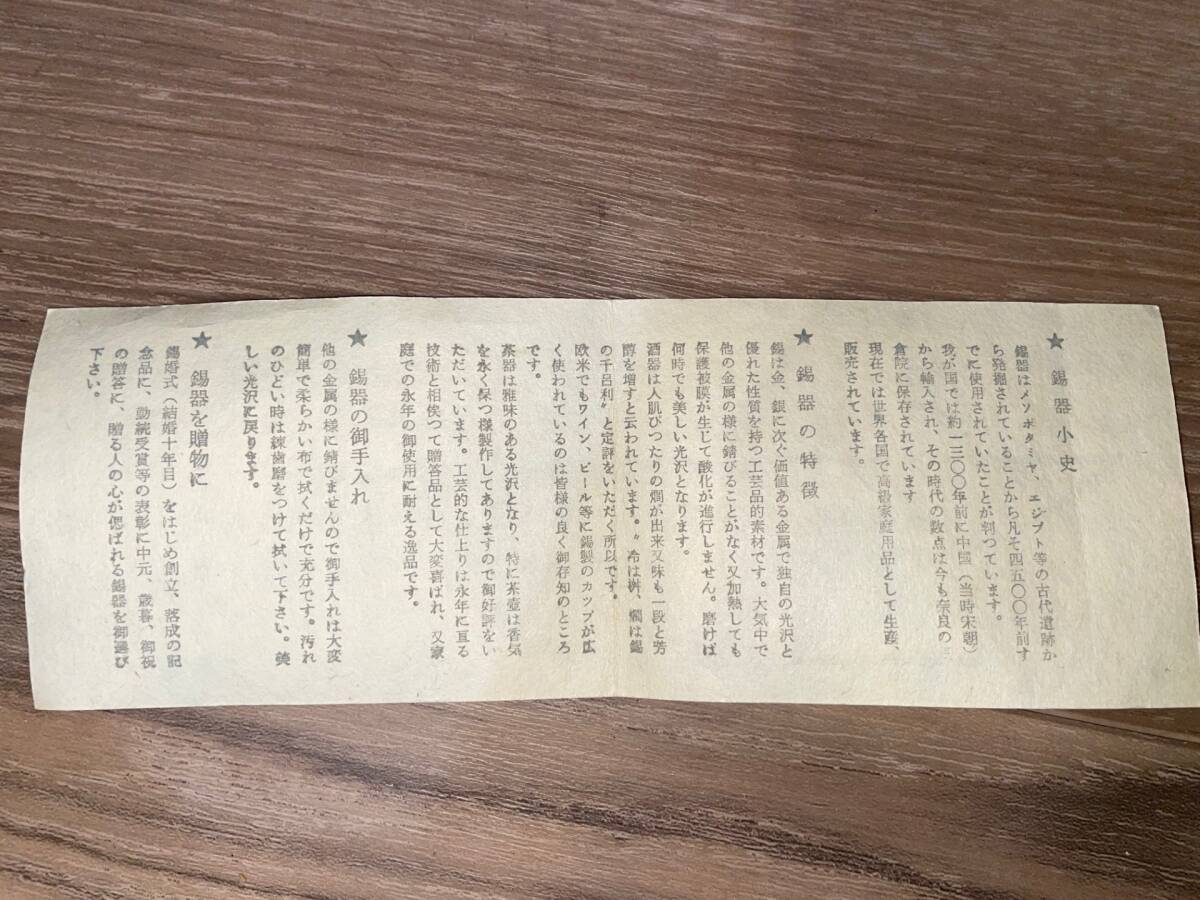 ★ 錫器小史
錫器はメソポタミヤ、エジプト等の古代遺跡か
ら発掘されていることから凡そ四五〇〇年前す
でに使用されていたことが判つています。
我が国では約一三〇〇年前に中国(当時宋朝)
から輸入され、その時代の数点は今も奈良の
倉院に保存されています
現在では世界各国で高級家庭用品として生産、
販売されています。
★ 錫器の特徴
錫は金、銀に次ぐ価値ある金属で独自の光沢と
優れた性質を持つ工芸品的素材です。大気中で
他の金属の様に錆びることがなく又加熱しても
保護被膜が生じて酸化が進行しません。磨けば
何時でも美しい光沢となります。
酒器は人肌ぴつたりの燗が出来又味も一段と芳
醇を増すと云われています。〝冷は桝、燗は錫
の千呂利〟と定評をいただく所以です。
欧米でもワイン、ビール等に錫製のカップが広
く使われているのは皆様の良く御存知のところ
です。
茶器は雅味のある光沢となり、特に茶壷は香気
を永く保つ様製作してありますので御好評をい
ただいています。工芸的な仕上りは永年に亘る
技術と相俟つて贈答品として大変喜ばれ、又家
庭での永年の御使用に耐える逸品です。
★ 錫器の御手入れ
他の金属の様に錆びませんので御手入れは大変
簡単で柔らかい布で拭くだけで充分です。汚れ
のひどい時は練歯磨をつけて拭いて下さい。美
しい光沢に戻ります。
★ 錫器を贈物に
錫婚式(結婚十年目)をはじめ創立、落成の記
念品に、勤続受賞等の表彰に中元、歳暮、御祝
の贈答に、贈る人の心が偲ばれる錫器を御選び
下さい。